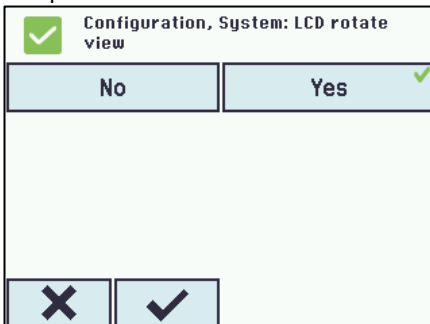 Configuration, System: LCD rotate
view
No Yes